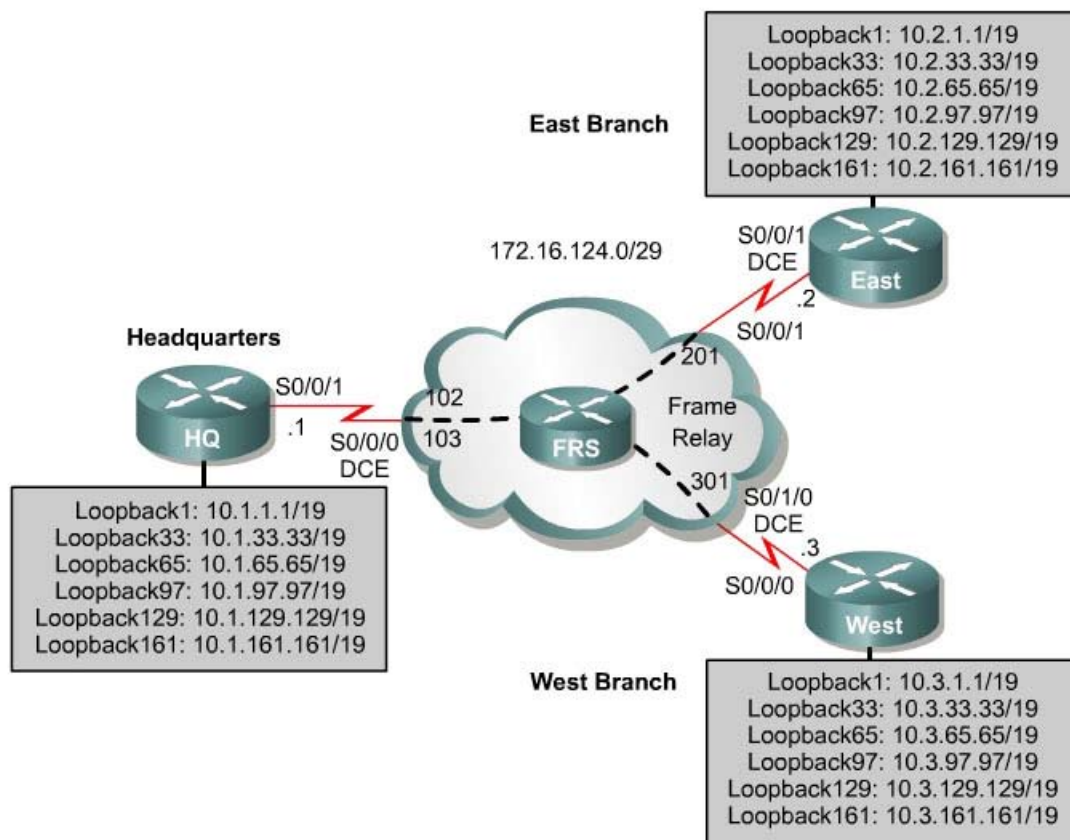 Loopback1: 10.2.1.1/19
Loopback33: 10.2.33.33/19
Loopback65: 10.2.65.65/19
Loopback97: 10.2.97.97/19
Loopback129: 10.2.129.129/19
Loopback161: 10.2.161.161/19
East Branch
172.16.124.0/29
S0/0/1
DCE
East
.2
S0/0/1
201
Headquarters
S0/0/1
HQ
.1
S0/0/0
DCE
102
103
FRS
Frame
Relay
301
S0/1/0
DCE
.3
S0/0/0
West
Loopback1: 10.1.1.1/19
Loopback33: 10.1.33.33/19
Loopback65: 10.1.65.65/19
Loopback97: 10.1.97.97/19
Loopback129: 10.1.129.129/19
Loopback161: 10.1.161.161/19
West Branch
Loopback1: 10.3.1.1/19
Loopback33: 10.3.33.33/19
Loopback65: 10.3.65.65/19
Loopback97: 10.3.97.97/19
Loopback129: 10.3.129.129/19
Loopback161: 10.3.161.161/19